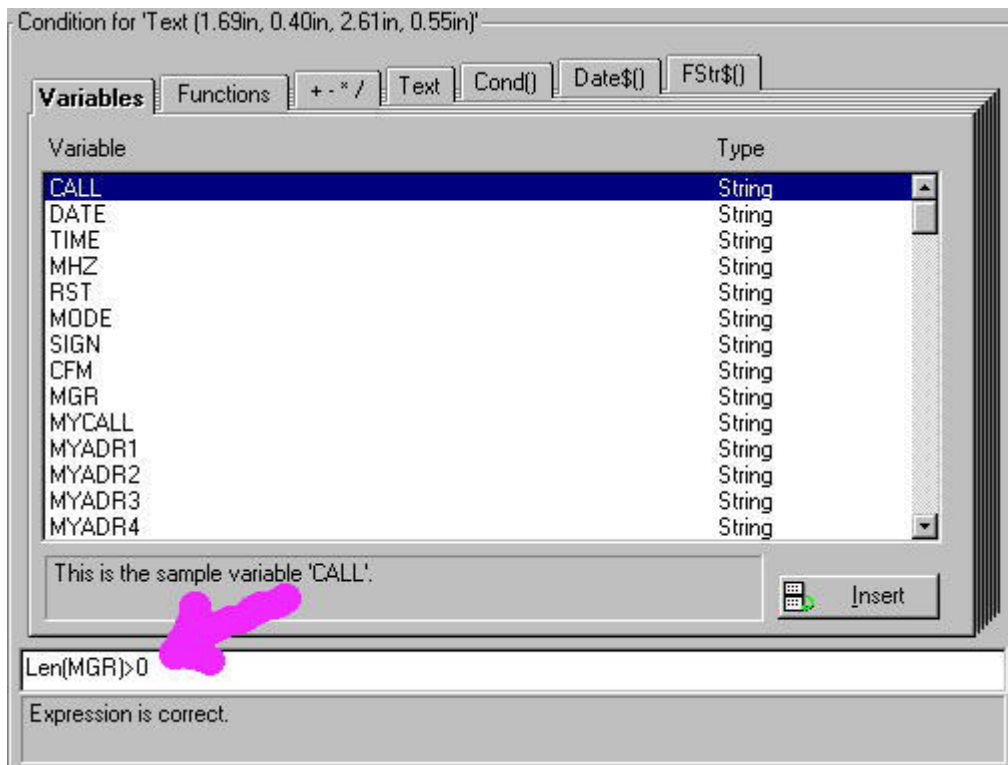 Condition for 'Text (1.69in, 0.40in, 2.61in, 0.55in)'
Variables Functions + - * / Text Cond() Date$() FStr$()
Variable Type
CALL String
DATE String
TIME String
MHZ String
RST String
MODE String
SIGN String
CFM String
MGR String
MYCALL String
MYADR1 String
MYADR2 String
MYADR3 String
MYADR4 String
This is the sample variable 'CALL'.
Insert
Len(MGR)>0
Expression is correct.